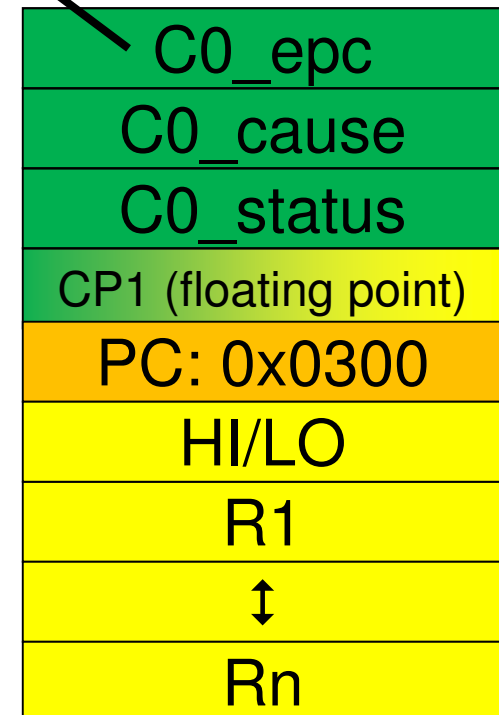 C0_epc
C0_cause
C0_status
CP1 (floating point)
PC: 0x0300
HI/LO
R1
↕
Rn